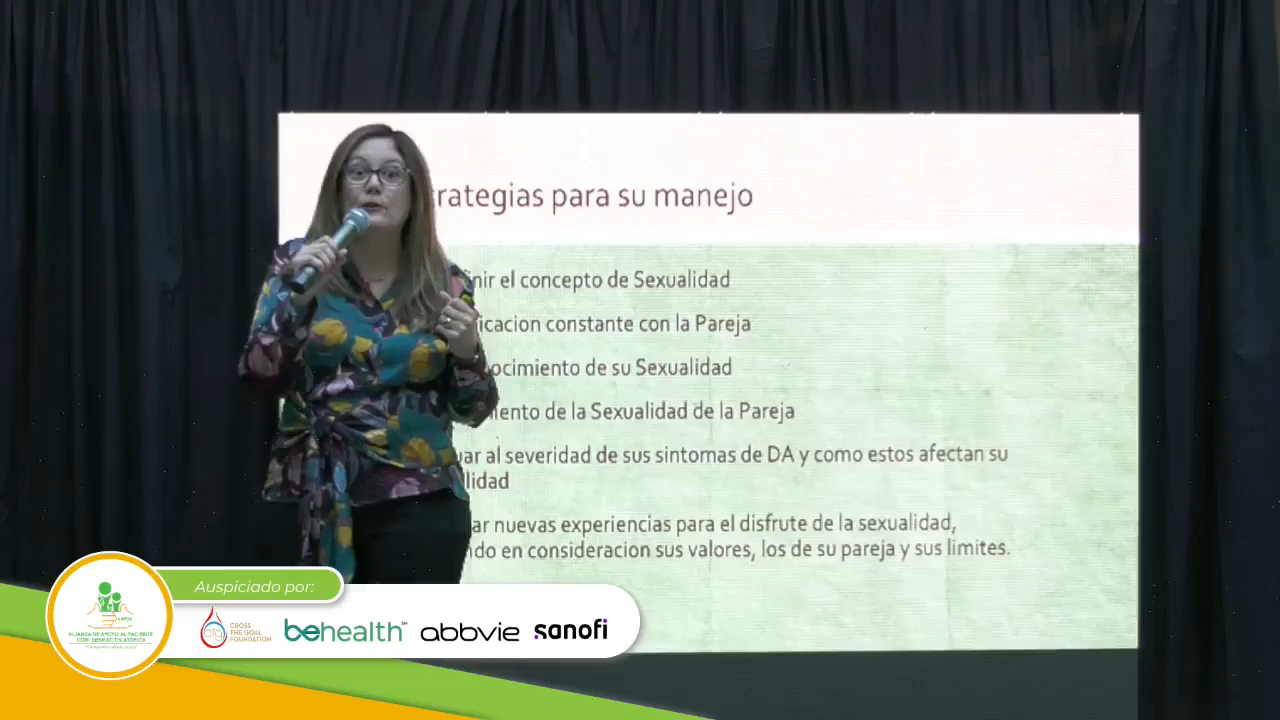 rategias para su manejo
nir el concepto de Sexualidad
icacion constante con la Pareja
ocimiento de su Sexualidad
iento de la Sexualidad de la Pareja
uar al severidad de sus sintomas de DA y como estos afectan su
lidad
ar nuevas experiencias para el disfrute de la sexualidad,
ndo en consideracion sus valores, los de su pareja y sus limites.
Auspiciado por:
ALIANZA DE APOYO AL PACIENTE
CON DERMATITIS ATÓPICA
ctg
CROSS
THE GOAL
FOUNDATION
behealth
abbvie
sanofi